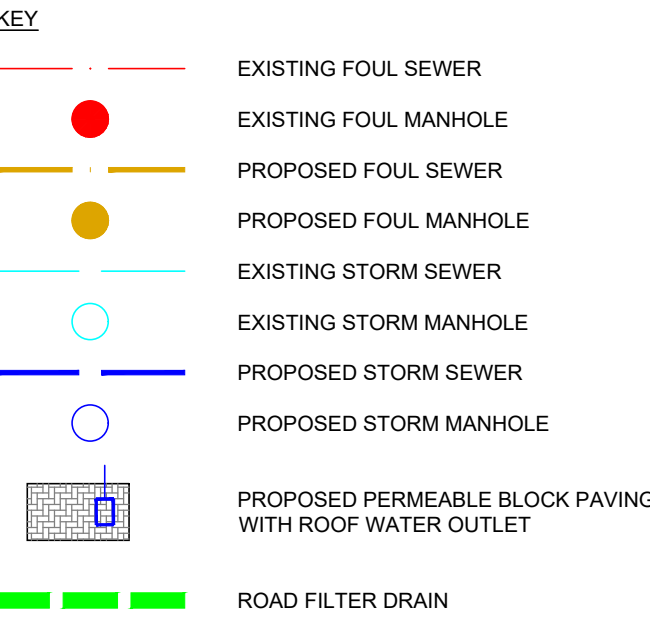 KEY
EXISTING FOUL SEWER
EXISTING FOUL MANHOLE
PROPOSED FOUL SEWER
PROPOSED FOUL MANHOLE
EXISTING STORM SEWER
EXISTING STORM MANHOLE
PROPOSED STORM SEWER
PROPOSED STORM MANHOLE
PROPOSED PERMEABLE BLOCK PAVING
WITH ROOF WATER OUTLET
ROAD FILTER DRAIN